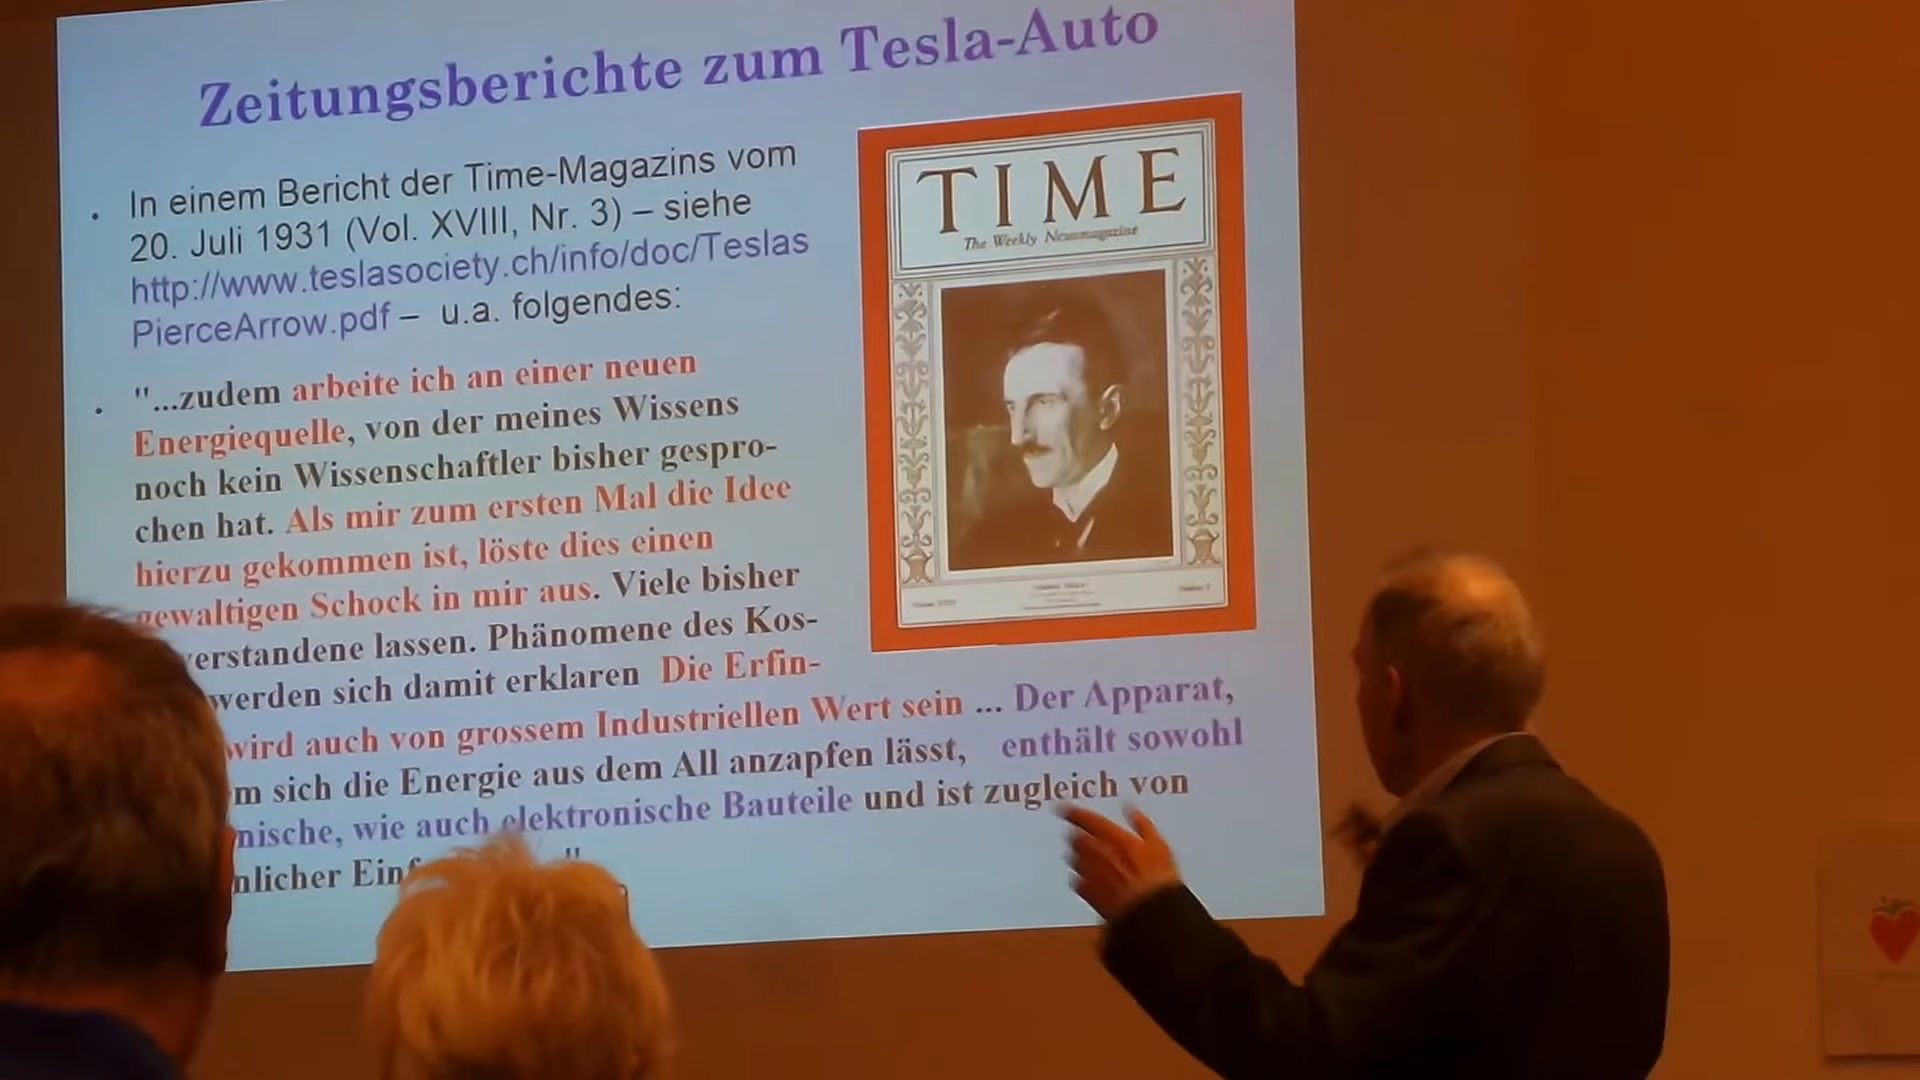 Zeitungsberichte zum Tesla-Auto
• In einem Bericht der Time-Magazins vom
20. Juli 1931 (Vol. XVIII, Nr. 3) – siehe
http://www.teslasociety.ch/info/doc/Teslas
PierceArrow.pdf – u.a. folgendes:
• "...zudem arbeite ich an einer neuen
Energiequelle, von der meines Wissens
noch kein Wissenschaftler bisher gespro-
chen hat. Als mir zum ersten Mal die Idee
hierzu gekommen ist, löste dies einen
gewaltigen Schock in mir aus. Viele bisher
erstandene lassen. Phänomene des Kos-
werden sich damit erklaren Die Erfin-
wird auch von grossem Industriellen Wert sein ... Der Apparat,
m sich die Energie aus dem All anzapfen lässt, enthält sowohl
nische, wie auch elektronische Bauteile und ist zugleich von
nlicher Einf "
TIME
The Weekly Newsmagazine